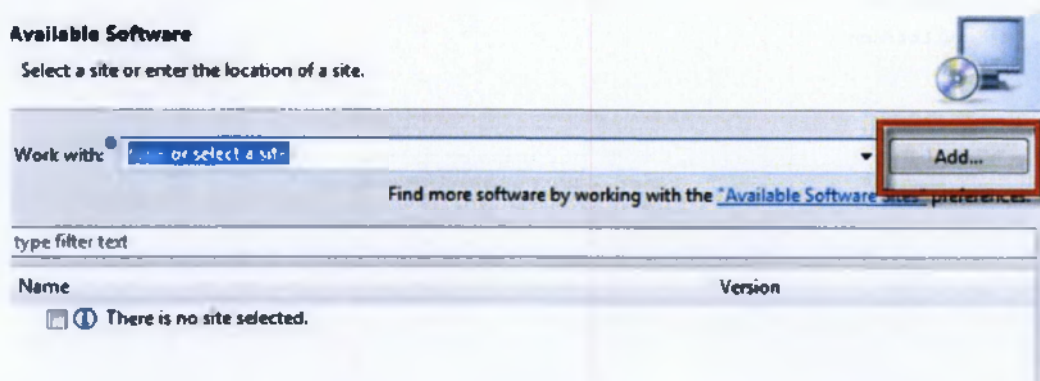 Available Software
Select a site or enter the location of a site.
Work with: or select a site
Add...
Find more software by working with the "Available Software Sites" preferences.
type filter text
Name Version
There is no site selected.